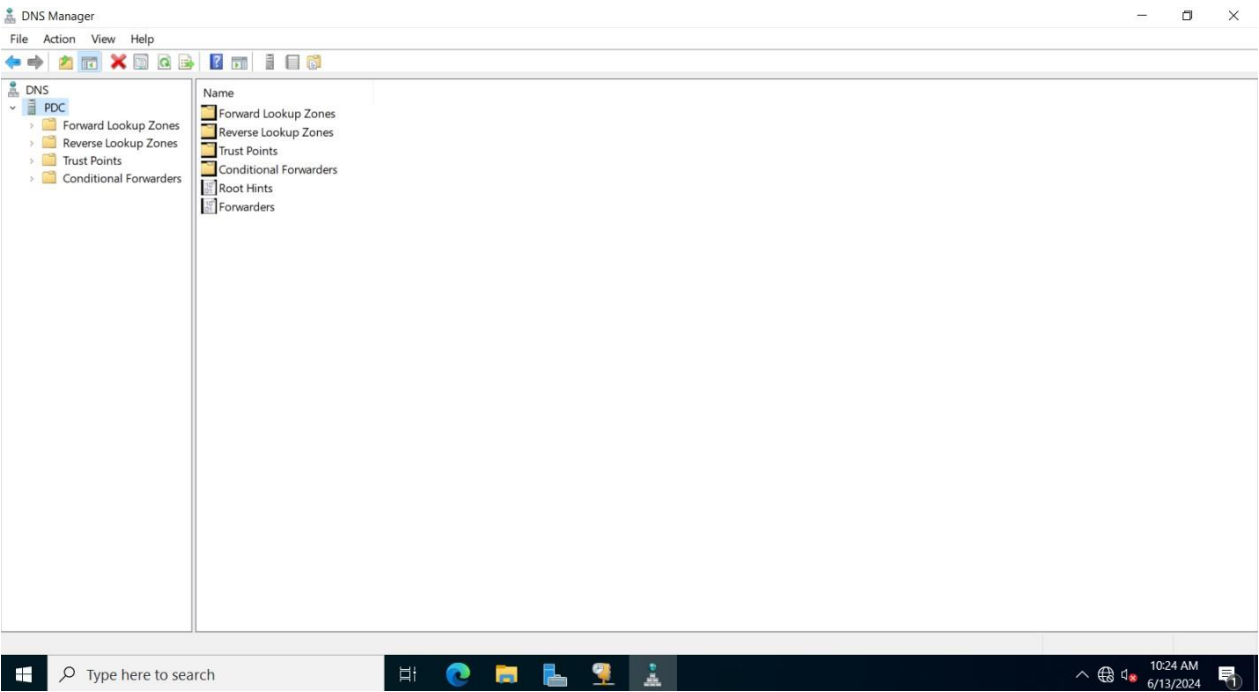 DNS Manager
File Action View Help
DNS
PDC
Forward Lookup Zones
Reverse Lookup Zones
Trust Points
Conditional Forwarders
Name
Forward Lookup Zones
Reverse Lookup Zones
Trust Points
Conditional Forwarders
Root Hints
Forwarders
Type here to search
10:24 AM
6/13/2024
1